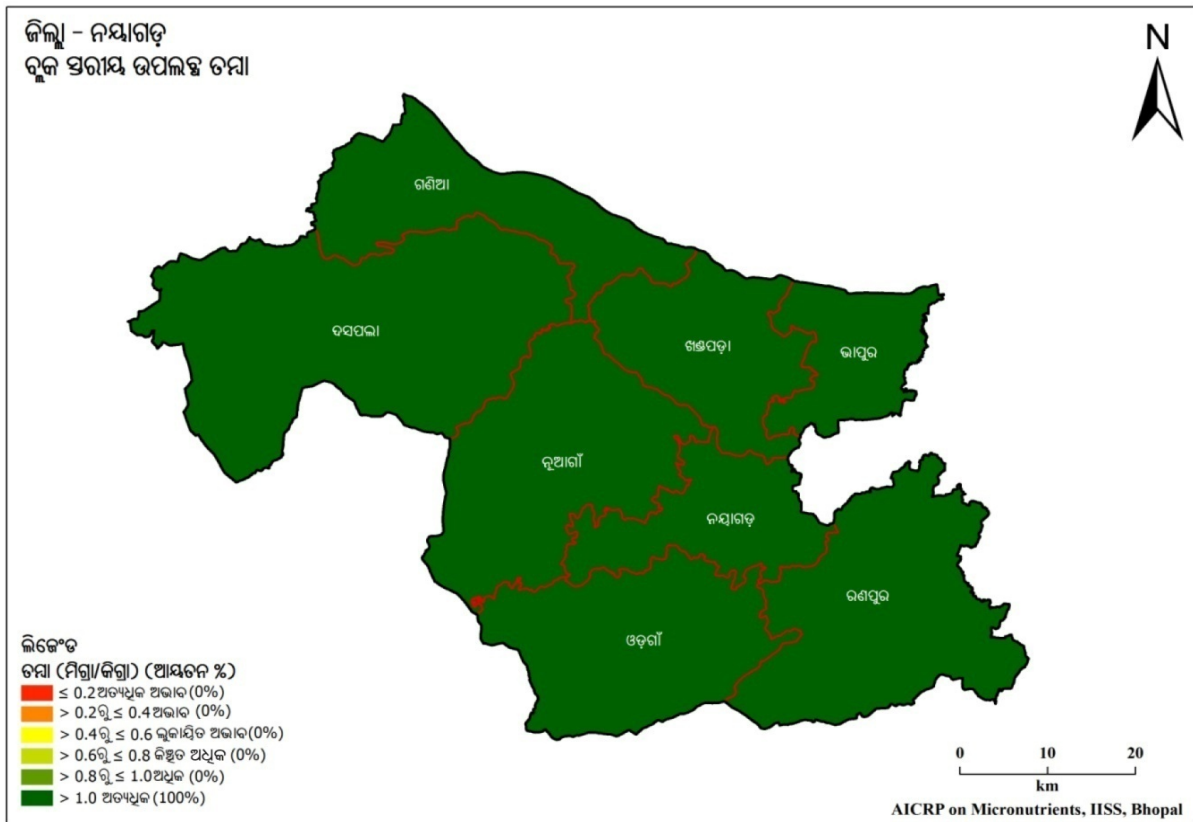 ଜିଲ୍ଲା - ନୟାଗଡ଼
ବ୍ଲକ ସ୍ତରୀୟ ଉପଲବ୍ଧ ତମ୍ବା
N
ଗଣିଆ
ଦସପଲା
ଖଣ୍ଡପଡ଼ା
ଭାପୁର
ନୂଆଗାଁ
ନୟାଗଡ଼
ରଣପୁର
ଓଡ଼ଗାଁ
ଲିଜେଂଡ
ତମ୍ବା (ମିଗ୍ରା/କିଗ୍ରା) (ଆୟତନ %)
≤ 0.2 ଅତ୍ୟଧିକ ଅଭାବ (0%)
> 0.2ରୁ ≤ 0.4 ଅଭାବ (0%)
> 0.4ରୁ ≤ 0.6 ଲୁକାୟିତ ଅଭାବ(0%)
> 0.6ରୁ ≤ 0.8 କିଞ୍ଚିତ ଅଧିକ (0%)
> 0.8 ରୁ ≤ 1.0 ଅଧିକ (0%)
> 1.0 ଅତ୍ୟଧିକ (100%)
0 10 20
km
AICRP on Micronutrients, IISS, Bhopal